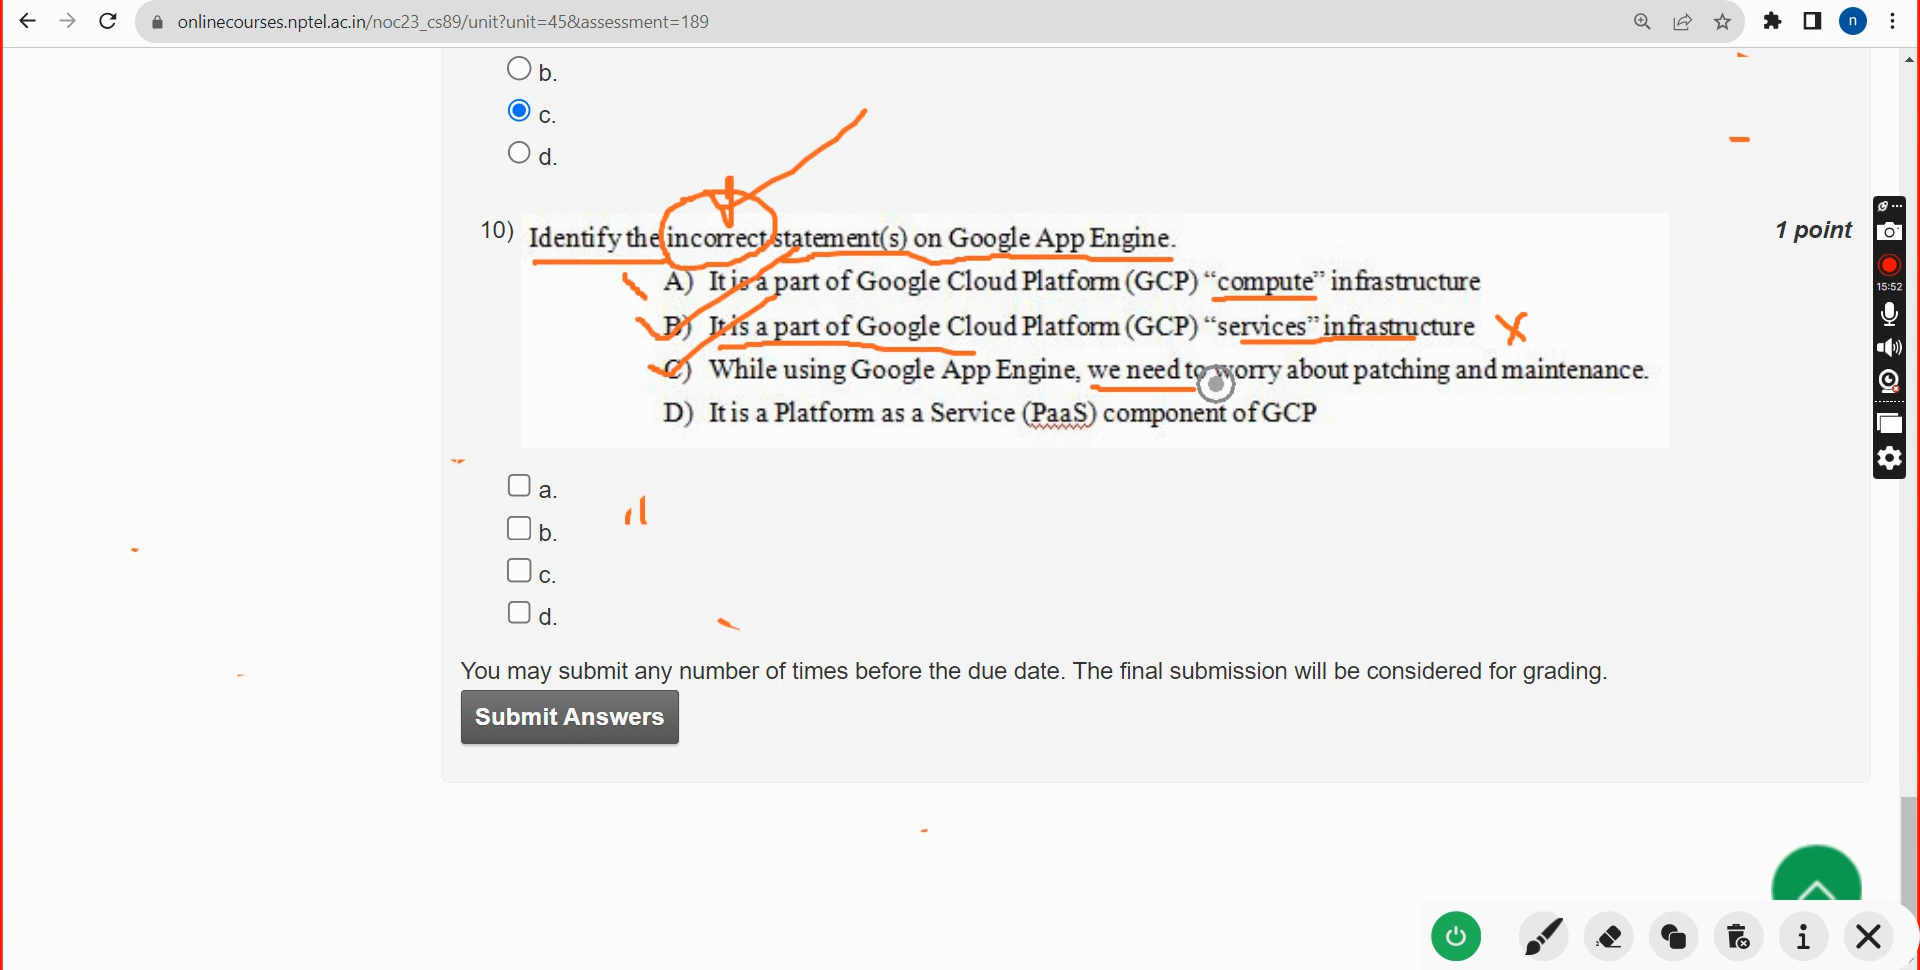 onlinecourses.nptel.ac.in/noc23_cs89/unit?unit=45&assessment=189
n
b.
c.
d.
10) Identify the incorrect statement(s) on Google App Engine.
1 point
A) It is a part of Google Cloud Platform (GCP) “compute” infrastructure
B) It is a part of Google Cloud Platform (GCP) “services” infrastructure
C) While using Google App Engine, we need to worry about patching and maintenance.
D) It is a Platform as a Service (PaaS) component of GCP
15:52
a.
b.
c.
d.
You may submit any number of times before the due date. The final submission will be considered for grading.
Submit Answers